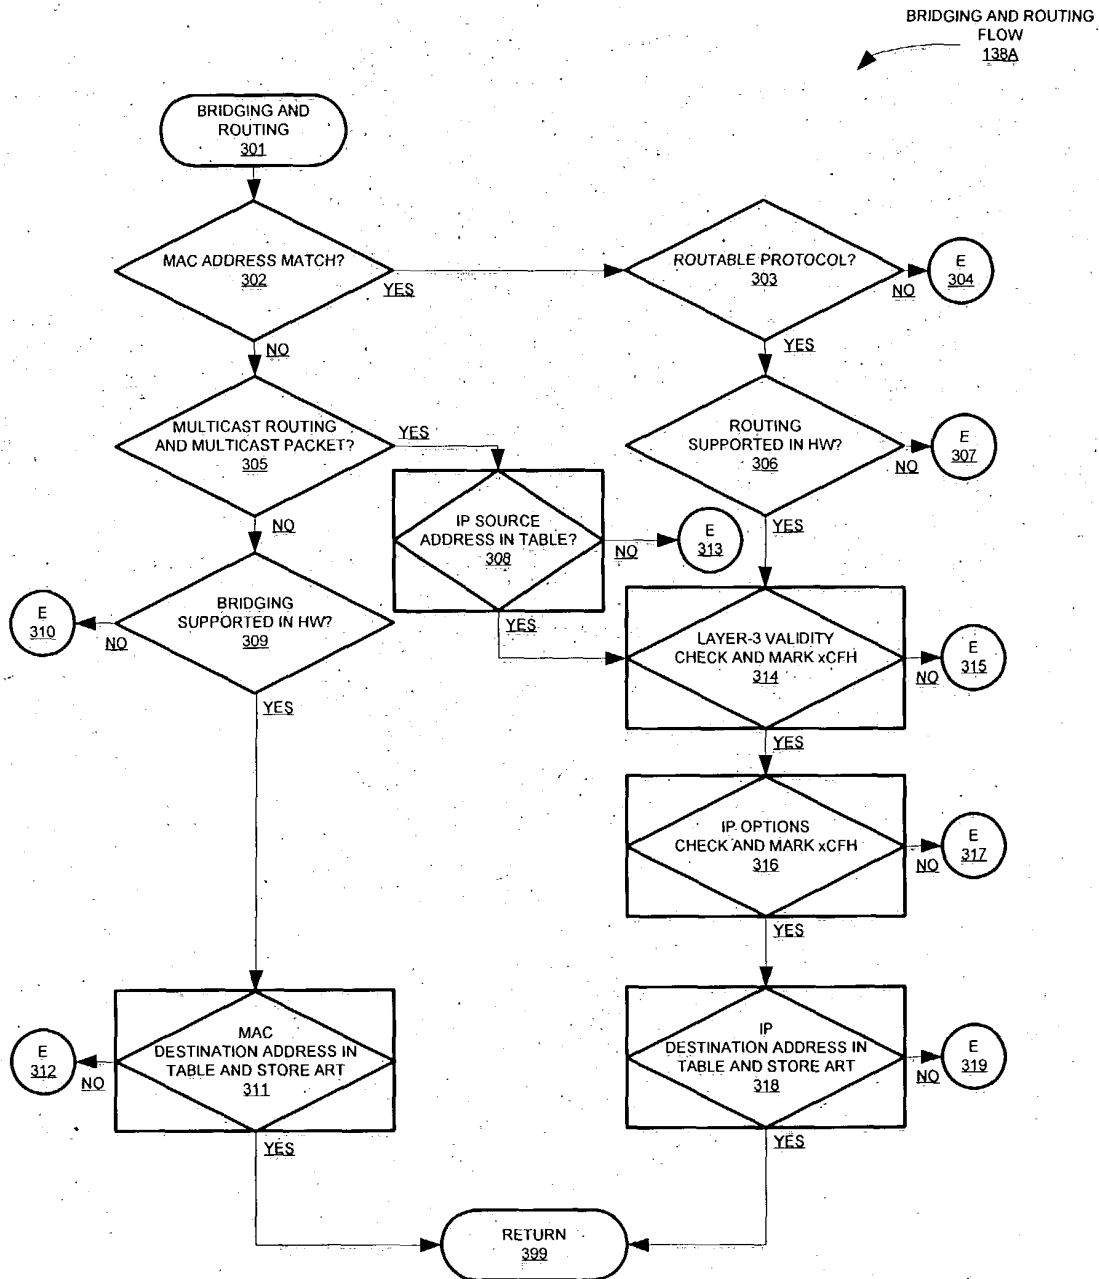 BRIDGING AND ROUTING
FLOW
138A
BRIDGING AND
ROUTING
301
MAC ADDRESS MATCH?
302
YES
NO
ROUTABLE PROTOCOL?
303
NO
YES
E
304
MULTICAST ROUTING
AND MULTICAST PACKET?
305
YES
NO
ROUTING
SUPPORTED IN HW?
306
NO
YES
E
307
IP SOURCE
ADDRESS IN TABLE?
308
NO
YES
E
313
E
310
NO
BRIDGING
SUPPORTED IN HW?
309
YES
LAYER-3 VALIDITY
CHECK AND MARK xCFH
314
NO
YES
E
315
IP OPTIONS
CHECK AND MARK xCFH
316
NO
YES
E
317
E
312
NO
MAC
DESTINATION ADDRESS IN
TABLE AND STORE ART
311
YES
IP
DESTINATION ADDRESS IN
TABLE AND STORE ART
318
NO
YES
E
319
RETURN
399